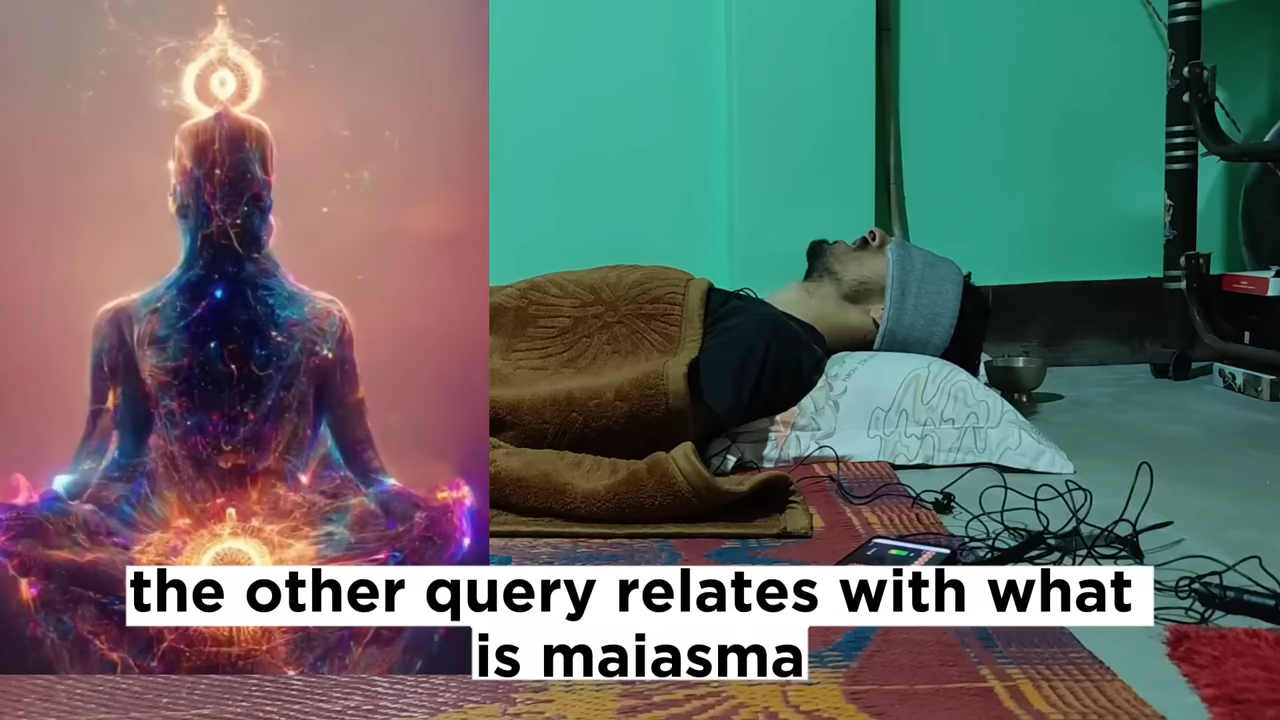 the other query relates with what
is maiasma